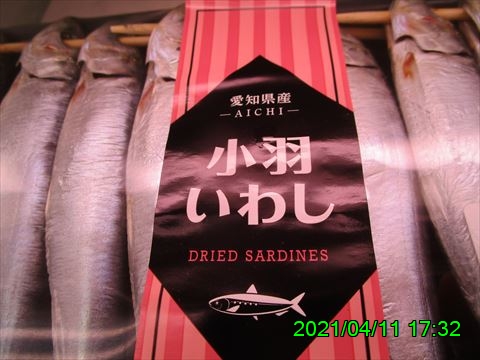 愛知県産
—AICHI—
小羽
いわし
DRIED SARDINES
2021/04/11 17:32